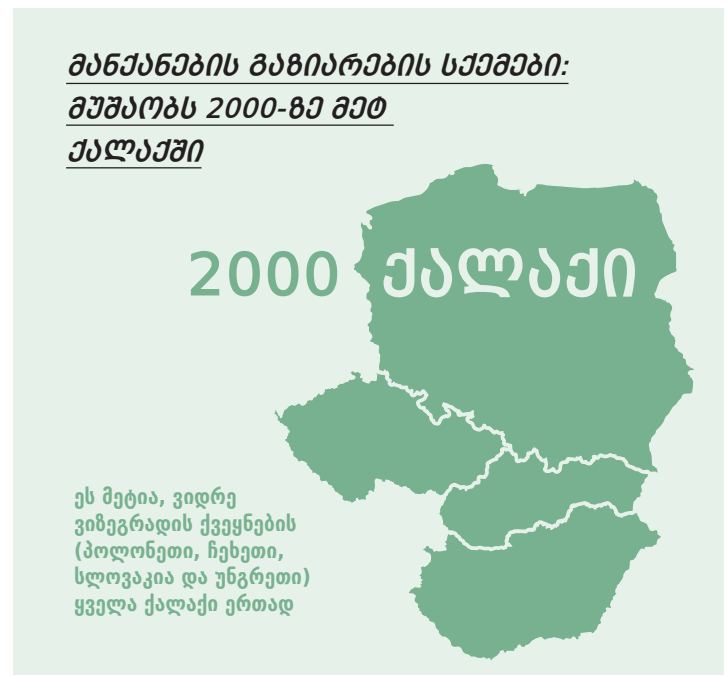 მანქანების გაზიარების სქემები:
მუშაობს 2000-ზე მეტ
ქალაქში
2000 ქალაქი
ეს მეტია, ვიდრე
ვიზეგრადის ქვეყნების
(პოლონეთი, ჩეხეთი,
სლოვაკია და უნგრეთი)
ყველა ქალაქი ერთად